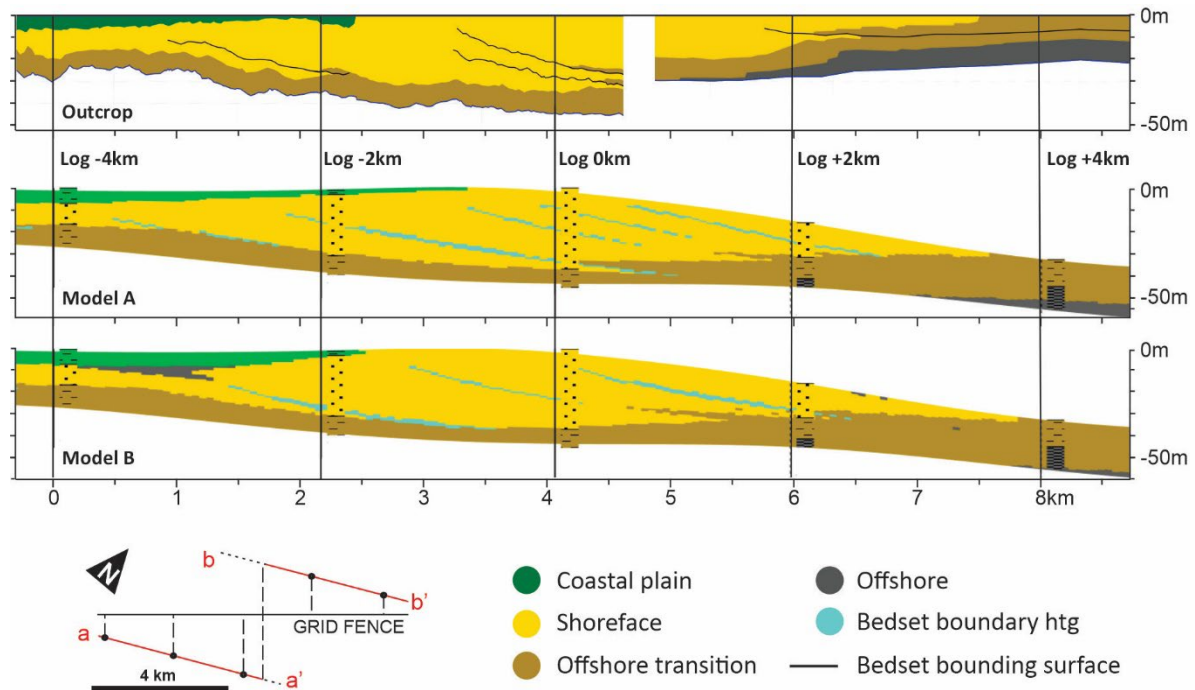 0m
Outcrop
-50m
Log -4km
Log -2km
Log 0km
Log +2km
Log +4km
0m
Model A
-50m
0m
Model B
-50m
0 1 2 3 4 5 6 7 8km
N
b
b'
GRID FENCE
a
4 km
a'
Coastal plain
Shoreface
Offshore transition
Offshore
Bedset boundary htg
Bedset bounding surface